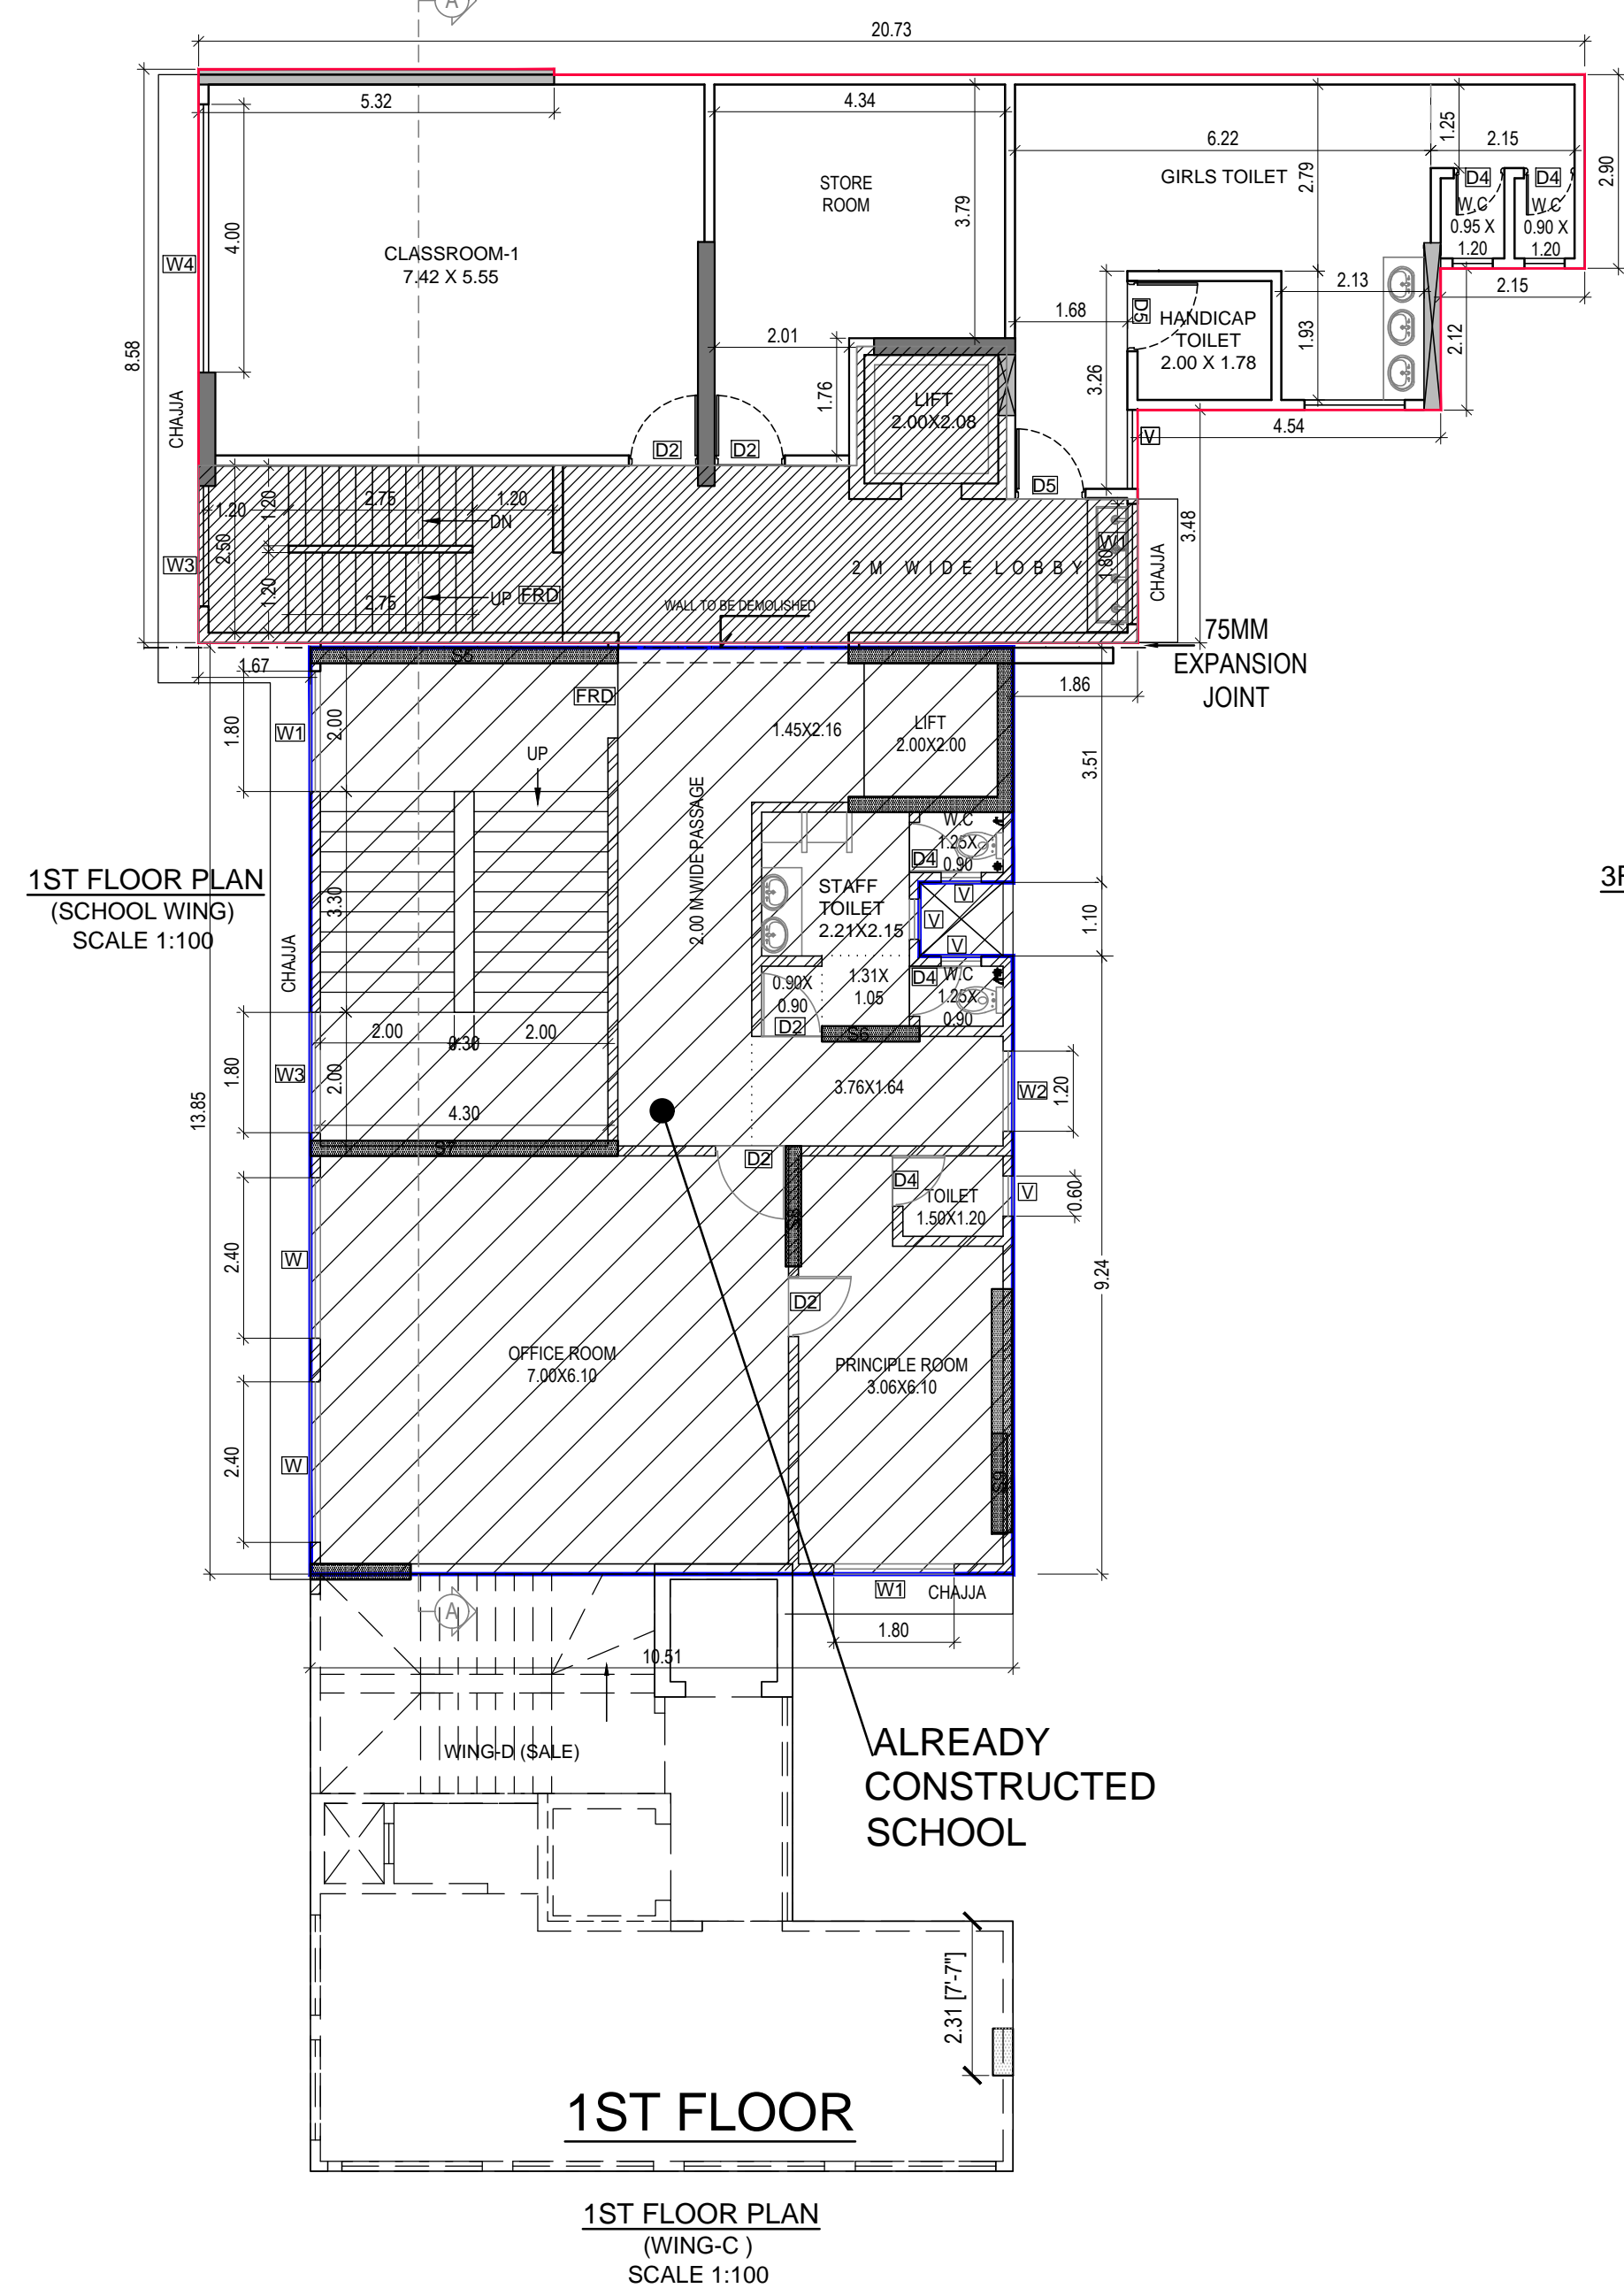 A
20.73
5.32
4.34
6.22
1.25
2.15
2.90
GIRLS TOILET
2.79
D4
D4
W.C
0.95 X
1.20
W.C
0.90 X
1.20
STORE
ROOM
3.79
4.00
W4
CLASSROOM-1
7.42 X 5.55
8.58
2.13
2.15
1.68
D5
HANDICAP
TOILET
2.00 X 1.78
1.93
2.12
2.01
1.76
3.26
LIFT
2.00X2.08
CHAJJA
4.54
V
D2
D2
D5
1.20
2.75
1.20
1.20
DN
2.50
3.48
W3
W1
1.80
2 M WIDE LOBBY
CHAJJA
1.20
2.75
UP
FRD
WALL TO BE DEMOLISHED
75MM
EXPANSION
JOINT
S5
1.67
1.86
FRD
W1
1.80
2.00
1.45X2.16
LIFT
2.00X2.00
UP
3.51
2.00 M.WIDE PASSAGE
W.C
1.25X
0.90
D4
1ST FLOOR PLAN
(SCHOOL WING)
SCALE 1:100
3.30
STAFF
TOILET
2.21X2.15
V
V
V
1.10
CHAJJA
0.90X
0.90
1.31X
1.05
D4
W.C
1.25X
0.90
D2
S6
2.00
0.30
2.00
W3
1.80
2.00
3.76X1.64
W2
1.20
13.85
4.30
S7
D2
D4
TOILET
1.50X1.20
V
0.60
2.40
W
9.24
D2
OFFICE ROOM
7.00X6.10
PRINCIPLE ROOM
3.06X6.10
2.40
W
W1
CHAJJA
A
1.80
10.51
WING-D (SALE)
ALREADY
CONSTRUCTED
SCHOOL
2.31 [7'-7"]
1ST FLOOR
1ST FLOOR PLAN
(WING-C )
SCALE 1:100